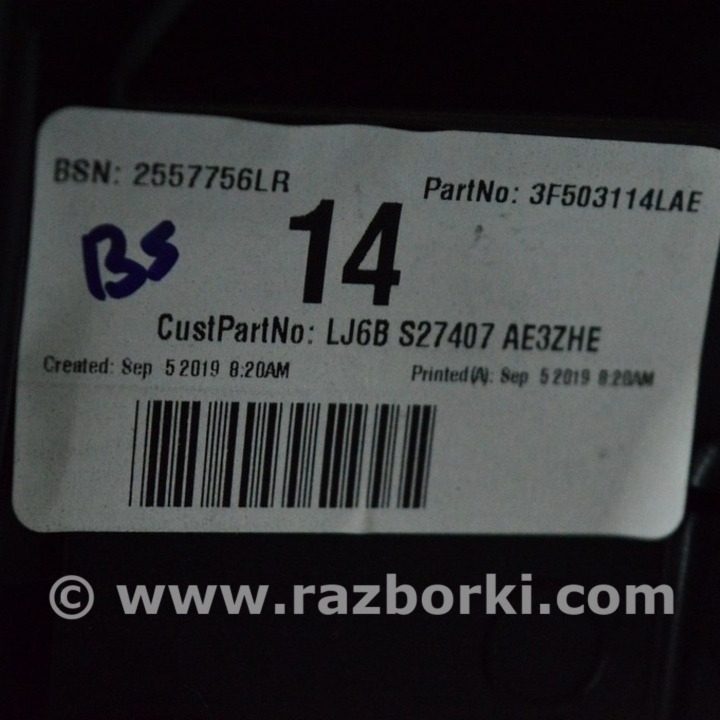 BSN: 2557756LR
PartNo: 3F503114LAE
BS
14
CustPartNo: LJ6B S27407 AE3ZHE
Created: Sep 5 2019 8:20AM
Printed(A): Sep 5 2019 8:20AM
© www.razborki.com